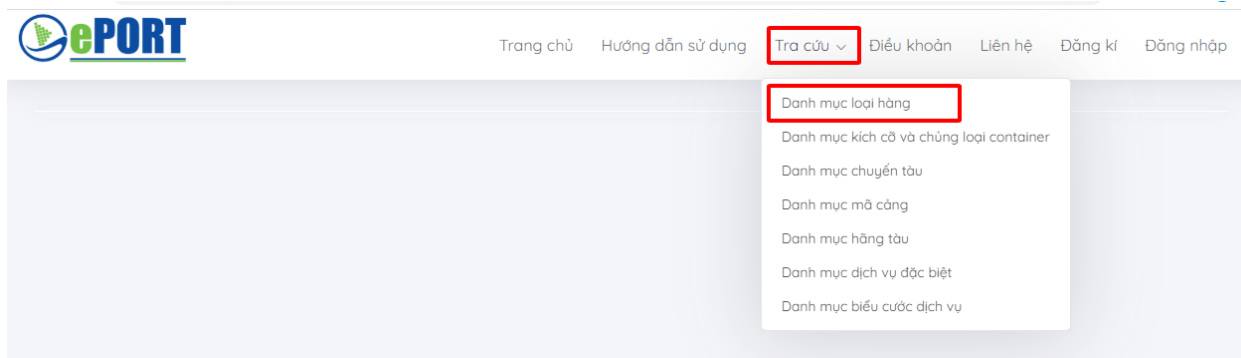 ePORT
Trang chủ Hướng dẫn sử dụng Tra cứu Điều khoản Liên hệ Đăng kí Đăng nhập
Danh mục loại hàng
Danh mục kích cỡ và chủng loại container
Danh mục chuyến tàu
Danh mục mã cảng
Danh mục hãng tàu
Danh mục dịch vụ đặc biệt
Danh mục biểu cước dịch vụ